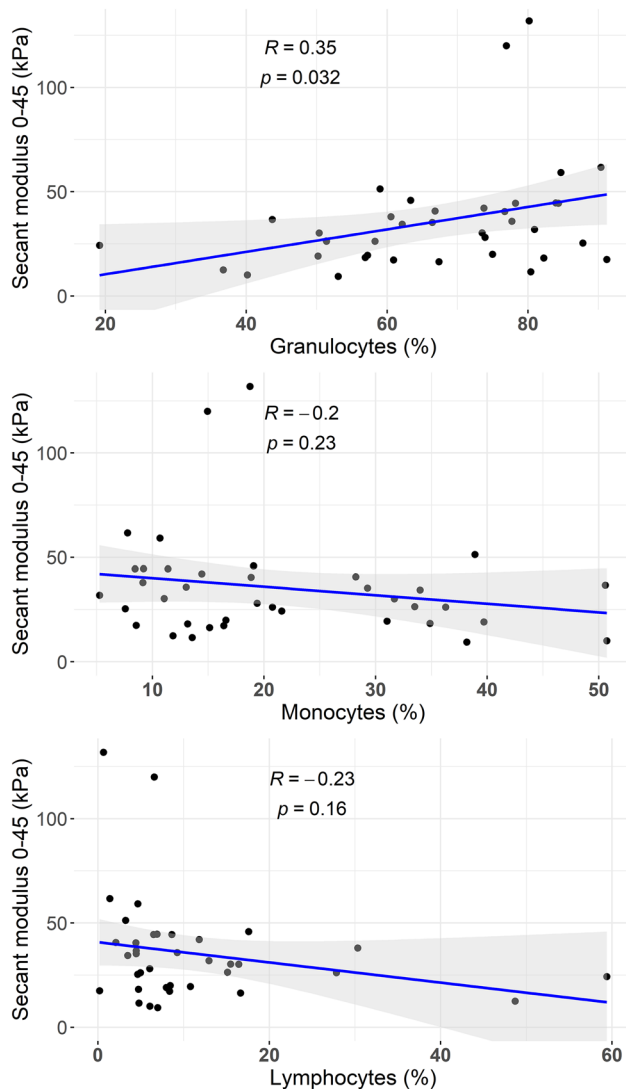 R = 0.35
p = 0.032
Secant modulus 0-45 (kPa)
100
50
0
20 40 60 80
Granulocytes (%)
R = −0.2
p = 0.23
Secant modulus 0-45 (kPa)
100
50
0
10 20 30 40 50
Monocytes (%)
R = −0.23
p = 0.16
Secant modulus 0-45 (kPa)
100
50
0
0 20 40 60
Lymphocytes (%)